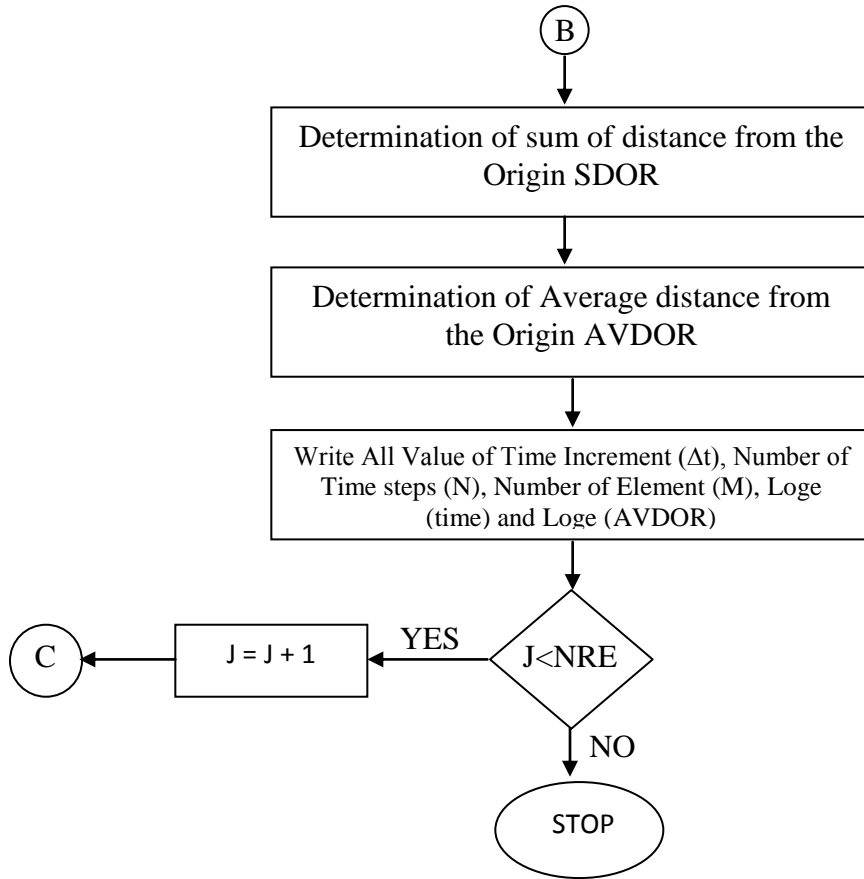 B
Determination of sum of distance from the
Origin SDOR
Determination of Average distance from
the Origin AVDOR
Write All Value of Time Increment (Δt), Number of
Time steps (N), Number of Element (M), Loge
(time) and Loge (AVDOR)
C
J = J + 1
YES
J<NRE
NO
STOP